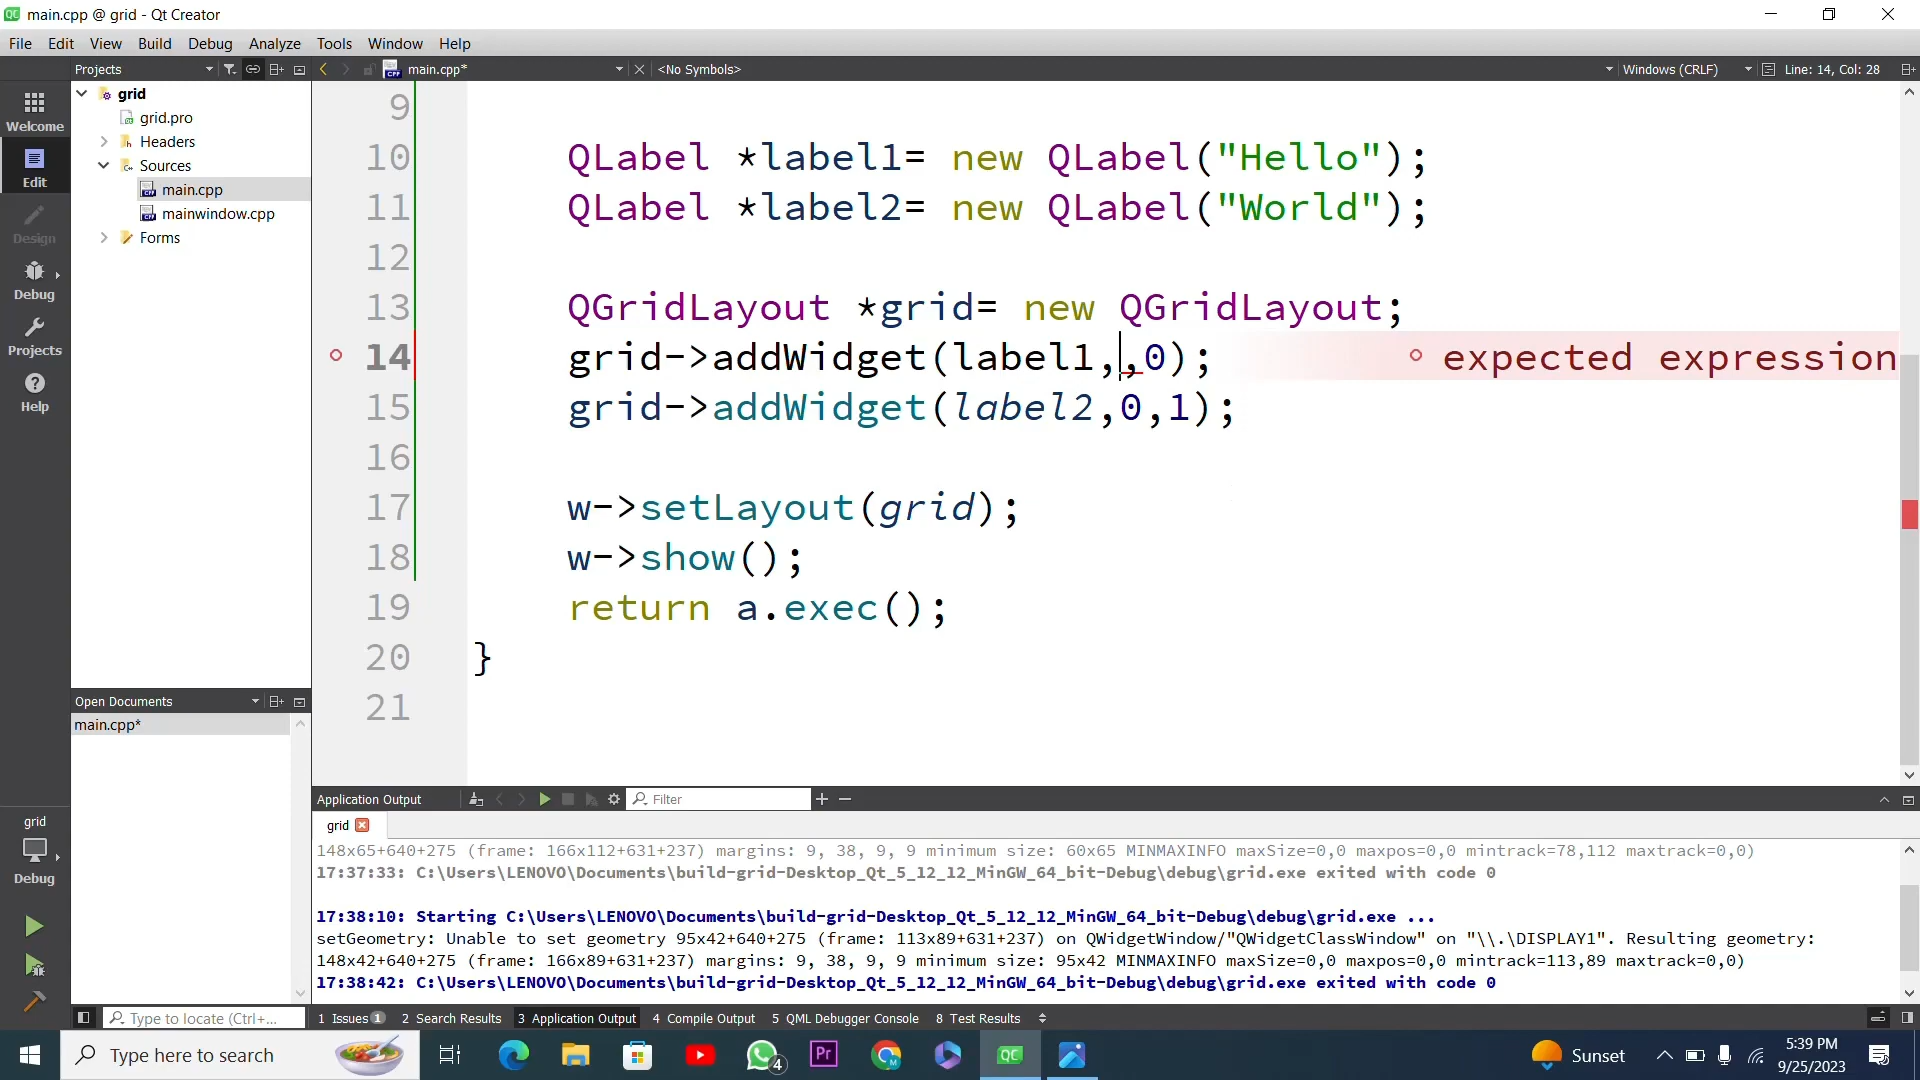 main.cpp @ grid - Qt Creator
File Edit View Build Debug Analyze Tools Window Help
Projects main.cpp* <No Symbols> Windows (CRLF) Line: 14, Col: 28
Welcome
Edit
Design
Debug
Projects
Help
grid
Debug
grid
grid.pro
Headers
Sources
main.cpp
mainwindow.cpp
Forms
Open Documents
main.cpp*
9
10 QLabel *label1= new QLabel("Hello");
11 QLabel *label2= new QLabel("World");
12
13 QGridLayout *grid= new QGridLayout;
14 grid->addWidget(label1,,0); expected expression
15 grid->addWidget(label2,0,1);
16
17 w->setLayout(grid);
18 w->show();
19 return a.exec();
20 }
21
Application Output Filter
grid
148x65+640+275 (frame: 166x112+631+237) margins: 9, 38, 9, 9 minimum size: 60x65 MINMAXINFO maxSize=0,0 maxpos=0,0 mintrack=78,112 maxtrack=0,0)
17:37:33: C:\Users\LENOVO\Documents\build-grid-Desktop_Qt_5_12_12_MinGW_64_bit-Debug\debug\grid.exe exited with code 0
17:38:10: Starting C:\Users\LENOVO\Documents\build-grid-Desktop_Qt_5_12_12_MinGW_64_bit-Debug\debug\grid.exe ...
setGeometry: Unable to set geometry 95x42+640+275 (frame: 113x89+631+237) on QWidgetWindow/"QWidgetClassWindow" on "\\.\DISPLAY1". Resulting geometry:
148x42+640+275 (frame: 166x89+631+237) margins: 9, 38, 9, 9 minimum size: 95x42 MINMAXINFO maxSize=0,0 maxpos=0,0 mintrack=113,89 maxtrack=0,0)
17:38:42: C:\Users\LENOVO\Documents\build-grid-Desktop_Qt_5_12_12_MinGW_64_bit-Debug\debug\grid.exe exited with code 0
Type to locate (Ctrl+... 1 Issues 1 2 Search Results 3 Application Output 4 Compile Output 5 QML Debugger Console 8 Test Results
Type here to search 4 Pr QC Sunset 5:39 PM
9/25/2023